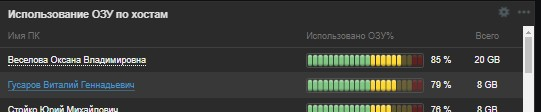 Использование ОЗУ по хостам
Имя ПК Использовано ОЗУ% Всего
Веселова Оксана Владимировна 85 % 20 GB
Гусаров Виталий Геннадьевич 79 % 8 GB
Стойко Юрий Михайлович 76 % 8 GB